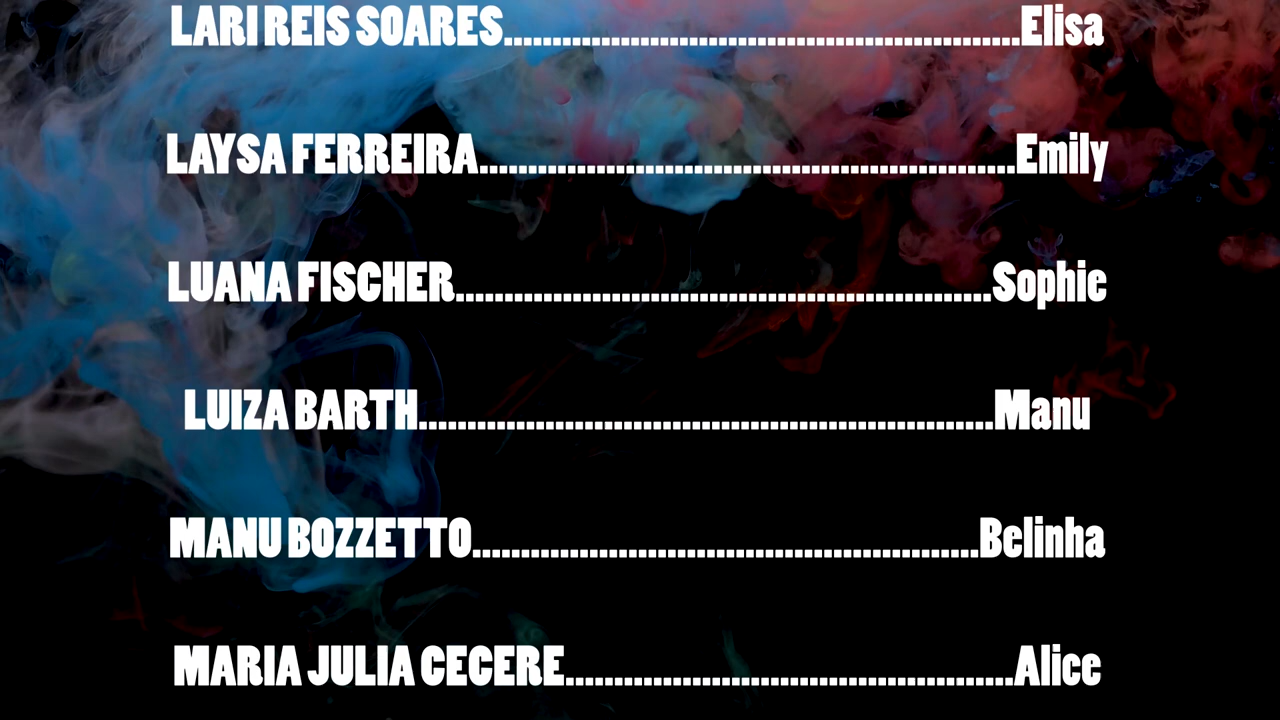 LARI REIS SOARES.....................................................Elisa
LAYSA FERREIRA.......................................................Emily
LUANA FISCHER.......................................................Sophie
LUIZA BARTH...........................................................Manu
MANU BOZZETTO....................................................Belinha
MARIA JULIA CECERE..............................................Alice